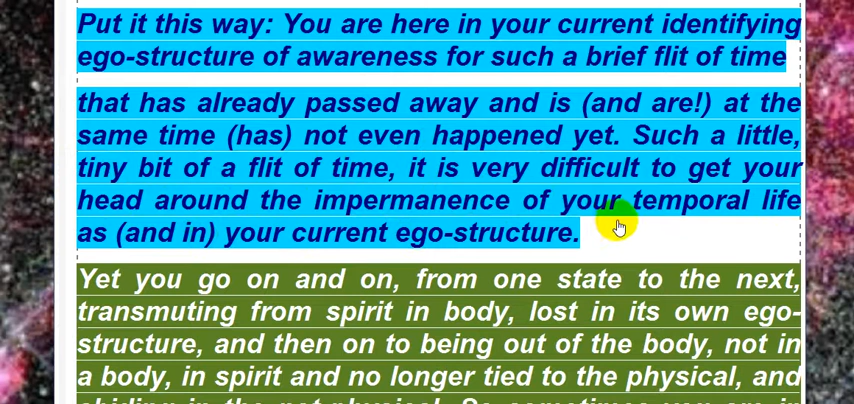 Put it this way: You are here in your current identifying
ego-structure of awareness for such a brief flit of time
that has already passed away and is (and are!) at the
same time (has) not even happened yet. Such a little,
tiny bit of a flit of time, it is very difficult to get your
head around the impermanence of your temporal life
as (and in) your current ego-structure.
Yet you go on and on, from one state to the next,
transmuting from spirit in body, lost in its own ego-
structure, and then on to being out of the body, not in
a body, in spirit and no longer tied to the physical, and